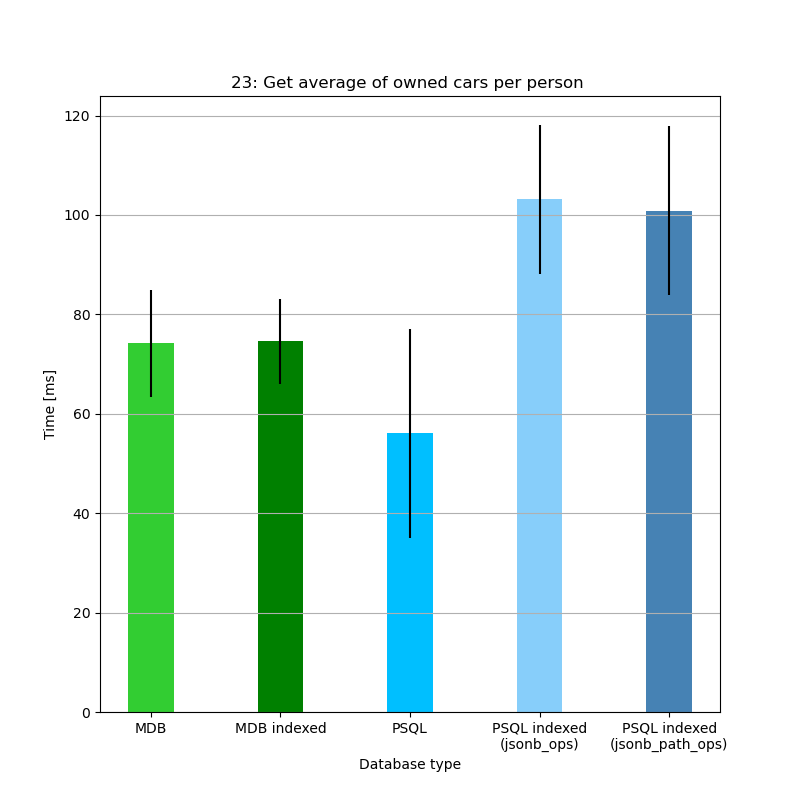 23: Get average of owned cars per person
120
100
80
60
40
20
0
Time [ms]
MDB
MDB indexed
PSQL
PSQL indexed
(jsonb_ops)
PSQL indexed
(jsonb_path_ops)
Database type